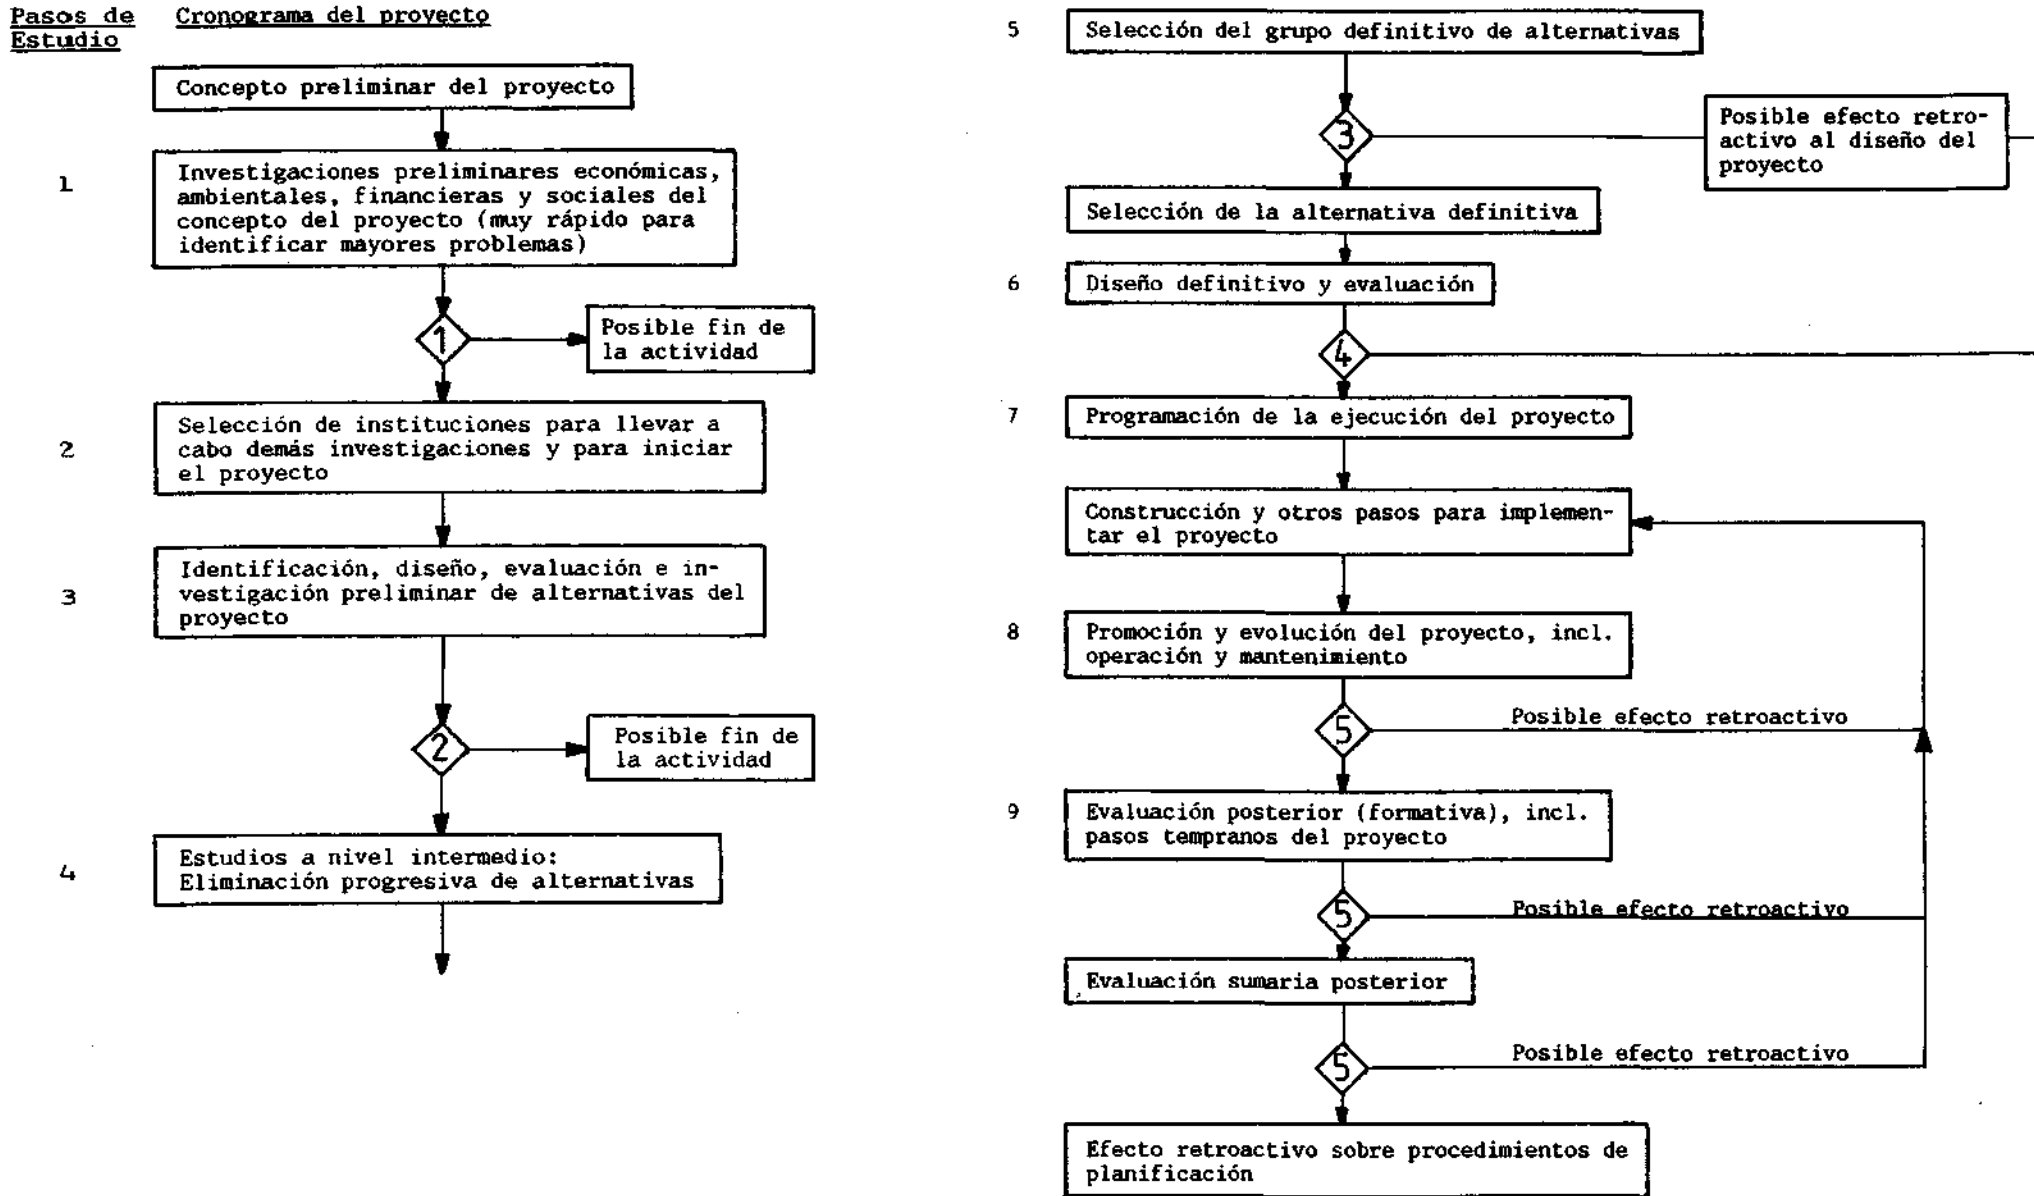 Pasos de Estudio
Cronograma del proyecto
Concepto preliminar del proyecto
1
Investigaciones preliminares económicas,
ambientales, financieras y sociales del
concepto del proyecto (muy rápido para
identificar mayores problemas)
1
Posible fin de
la actividad
2
Selección de instituciones para llevar a
cabo demás investigaciones y para iniciar
el proyecto
3
Identificación, diseño, evaluación e in-
vestigación preliminar de alternativas del
proyecto
2
Posible fin de
la actividad
4
Estudios a nivel intermedio:
Eliminación progresiva de alternativas
5
Selección del grupo definitivo de alternativas
3
Posible efecto retro-
activo al diseño del
proyecto
Selección de la alternativa definitiva
6
Diseño definitivo y evaluación
4
7
Programación de la ejecución del proyecto
Construcción y otros pasos para implemen-
tar el proyecto
8
Promoción y evolución del proyecto, incl.
operación y mantenimiento
5
Posible efecto retroactivo
9
Evaluación posterior (formativa), incl.
pasos tempranos del proyecto
5
Posible efecto retroactivo
Evaluación sumaria posterior
5
Posible efecto retroactivo
Efecto retroactivo sobre procedimientos de
planificación